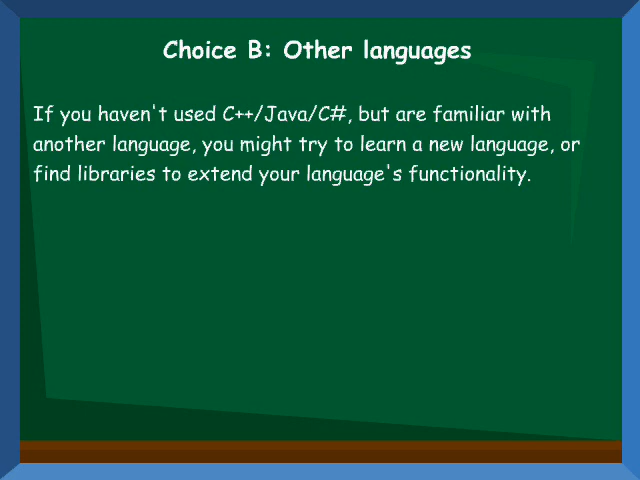 Choice B: Other languages
If you haven't used C++/Java/C#, but are familiar with
another language, you might try to learn a new language, or
find libraries to extend your language's functionality.